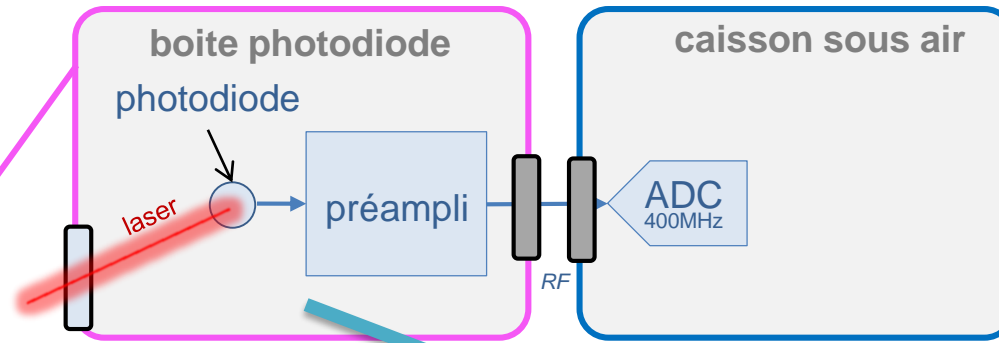 boite photodiode
photodiode
laser
préampli
RF
caisson sous air
ADC
400MHz